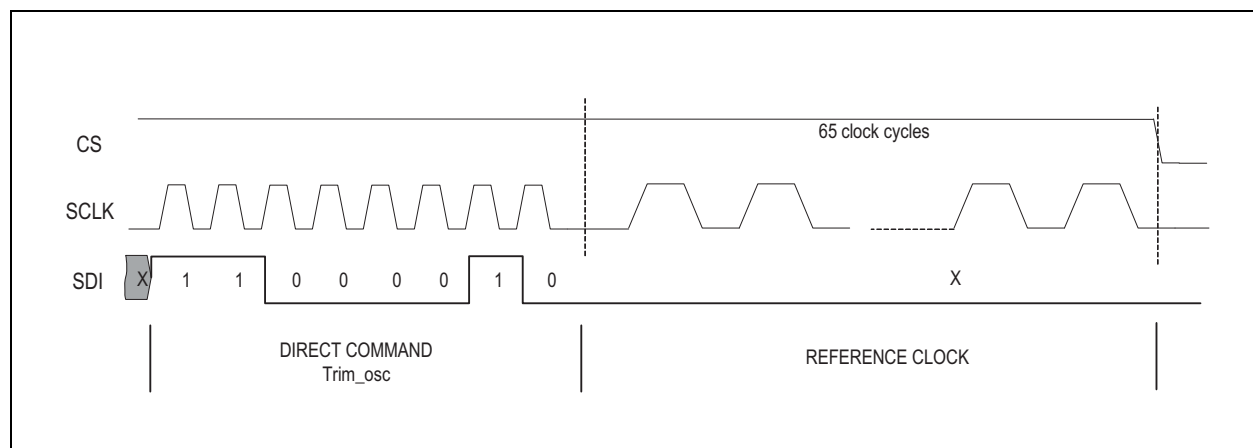 CS
65 clock cycles
SCLK
SDI
X 1 1 0 0 0 0 1 0 X
DIRECT COMMAND
Trim_osc
REFERENCE CLOCK